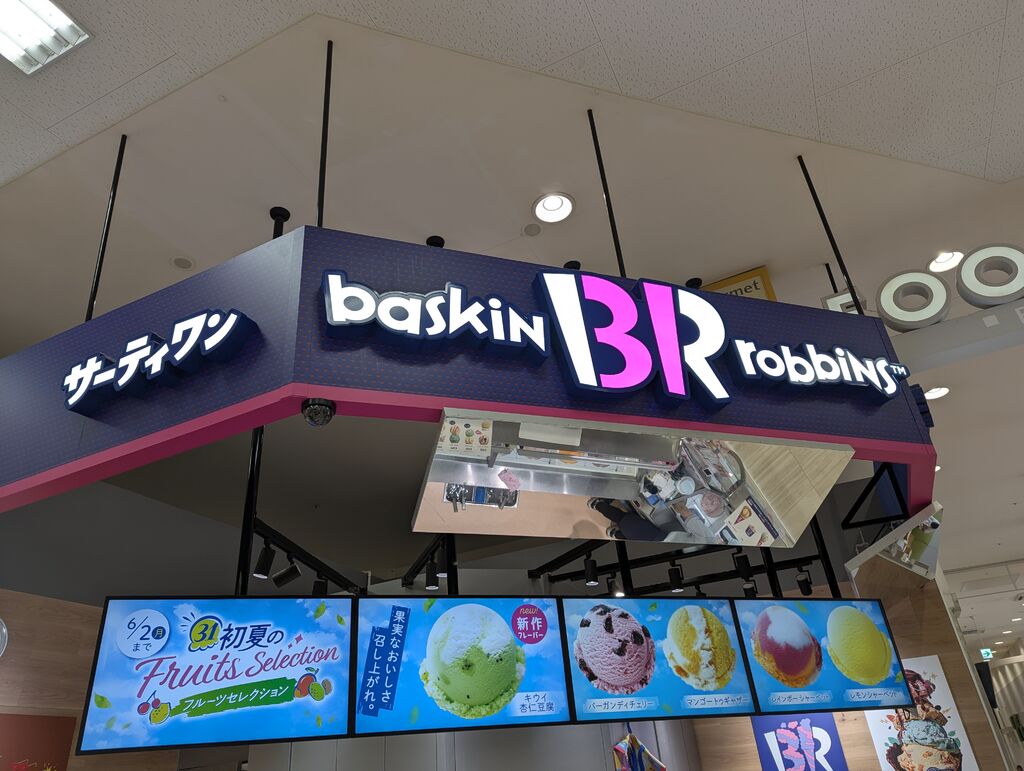 サーティワン
baskin BR robbins™
met
FOO
6/2月
まで
31 初夏の
Fruits Selection
フルーツセレクション
果実なおいしさ
召し上がれ。
new!
新作
フレーバー
キウイ
杏仁豆腐
バーガンディチェリー
マンゴートゥギャザー
レインボーシャーベット
レモンシャーベット
BR